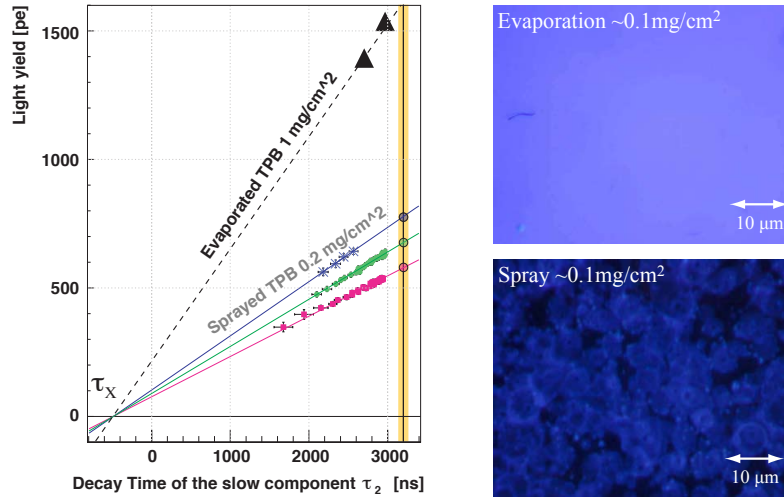 Light yield [pe]
1500
1000
500
0
Evaporated TPB 1 mg/cm^2
Sprayed TPB 0.2 mg/cm^2
τX
0
1000
2000
3000
Decay Time of the slow component τ2 [ns]
Evaporation ~0.1mg/cm2
10 μm
Spray ~0.1mg/cm2
10 μm